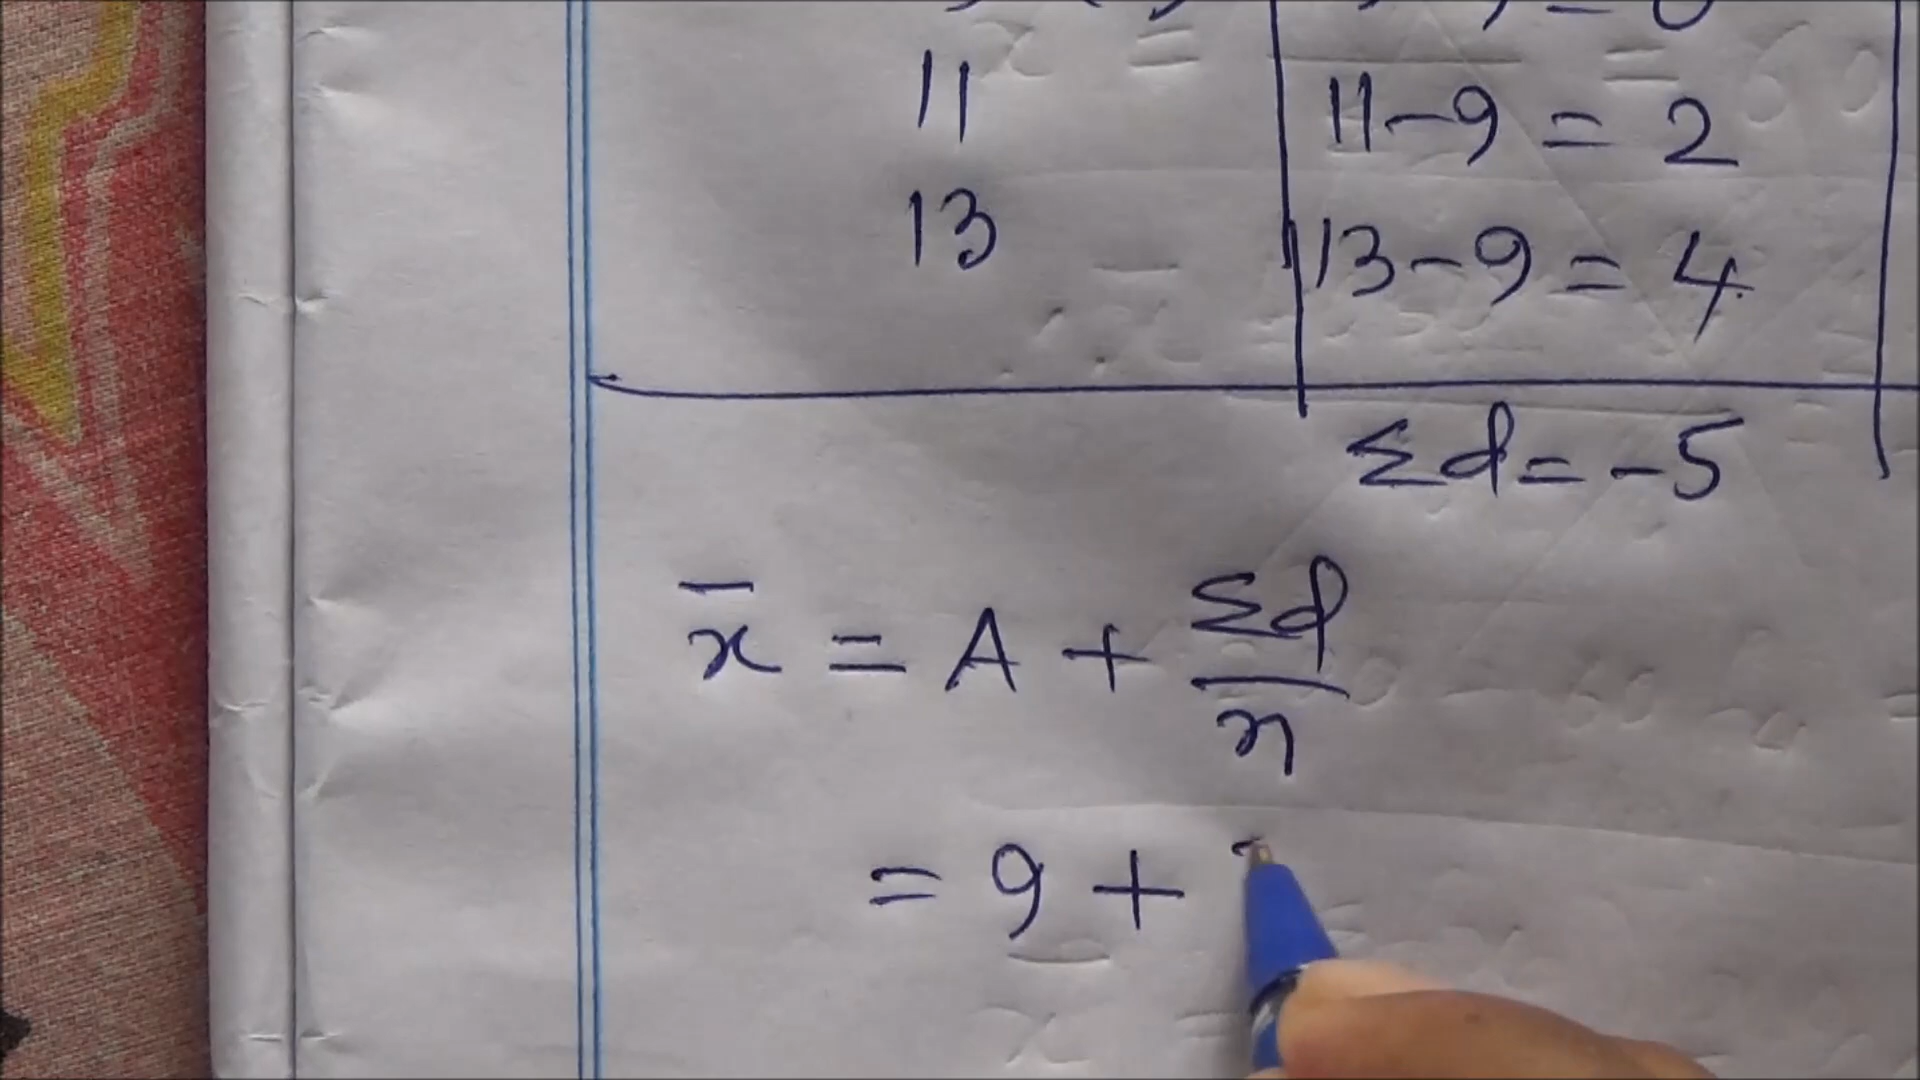 11 11-9 = 2
13 13-9 = 4
Σd = -5
x̄ = A + Σd/n
= 9 +